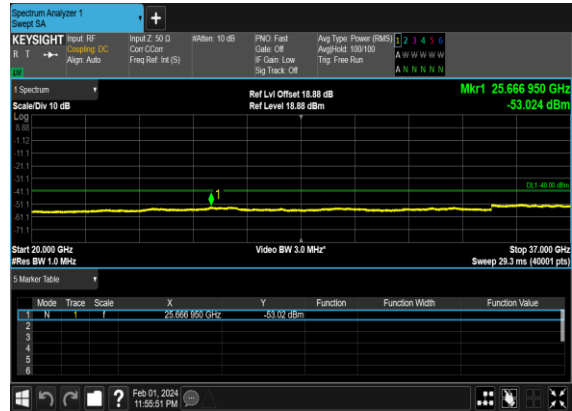 Spectrum Analyzer 1
Swept SA
+
KEYSIGHT Input: RF Input Z: 50 Ω #Atten: 10 dB PNO: Fast Avg Type: Power (RMS) 1 2 3 4 5 6
R T Coupling: DC Corr CCorr Gate: Off Avg|Hold: 100/100 A W W W W W
Align: Auto Freq Ref: Int (S) IF Gain: Low Trig: Free Run
Sig Track: Off A N N N N N
1 Spectrum Ref Lvl Offset 18.88 dB Mkr1 25.666 950 GHz
Scale/Div 10 dB Ref Level 18.88 dBm -53.024 dBm
Log
8.88
-1.12
-11.1
-21.1
-31.1
DL1 -40.00 dBm
-41.1
1
-51.1
-61.1
-71.1
Start 20.000 GHz Video BW 3.0 MHz* Stop 37.000 GHz
#Res BW 1.0 MHz Sweep 29.3 ms (40001 pts)
5 Marker Table
Mode Trace Scale X Y Function Function Width Function Value
1 N 1 f 25.666 950 GHz -53.02 dBm
2
3
4
5
6
? Feb 01, 2024
11:55:51 PM